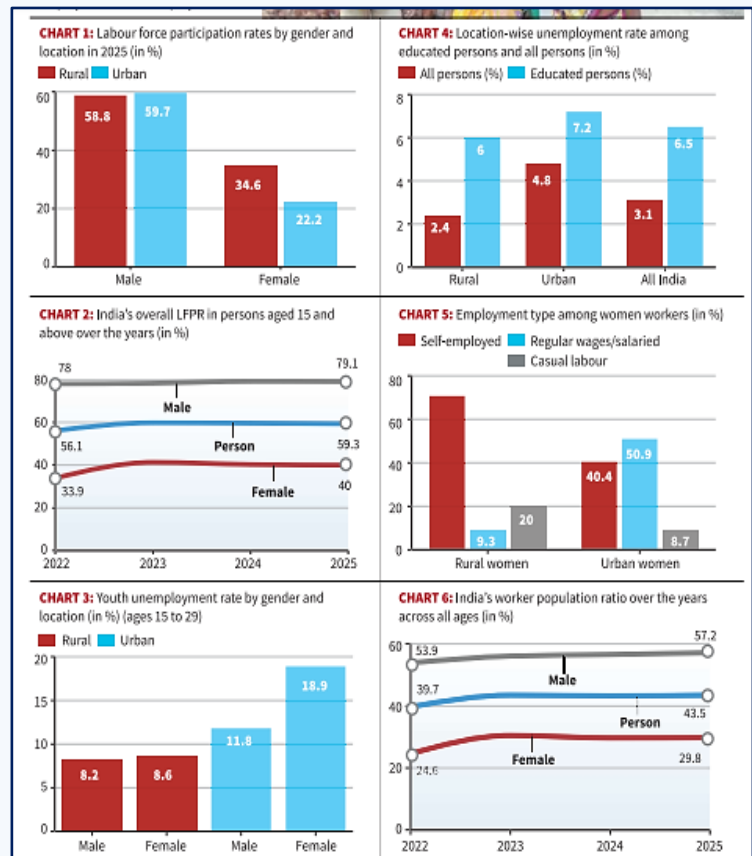 CHART 1: Labour force participation rates by gender and
location in 2025 (in %)
Rural Urban
60
40
20
0
58.8
59.7
34.6
22.2
Male Female
CHART 2: India's overall LFPR in persons aged 15 and
above over the years (in %)
80
60
40
20
0
78
79.1
Male
56.1
Person
59.3
33.9
Female
40
2022 2023 2024 2025
CHART 3: Youth unemployment rate by gender and
location (in %) (ages 15 to 29)
Rural Urban
20
15
10
5
0
8.2
8.6
11.8
18.9
Male Female Male Female
CHART 4: Location-wise unemployment rate among
educated persons and all persons (in %)
All persons (%) Educated persons (%)
8
6
4
2
0
2.4
6
4.8
7.2
3.1
6.5
Rural Urban All India
CHART 5: Employment type among women workers (in %)
Self-employed Regular wages/salaried
Casual labour
80
60
40
20
0
9.3
20
40.4
50.9
8.7
Rural women Urban women
CHART 6: India's worker population ratio over the years
across all ages (in %)
60
40
20
0
53.9
57.2
Male
39.7
Person
43.5
24.6
Female
29.8
2022 2023 2024 2025